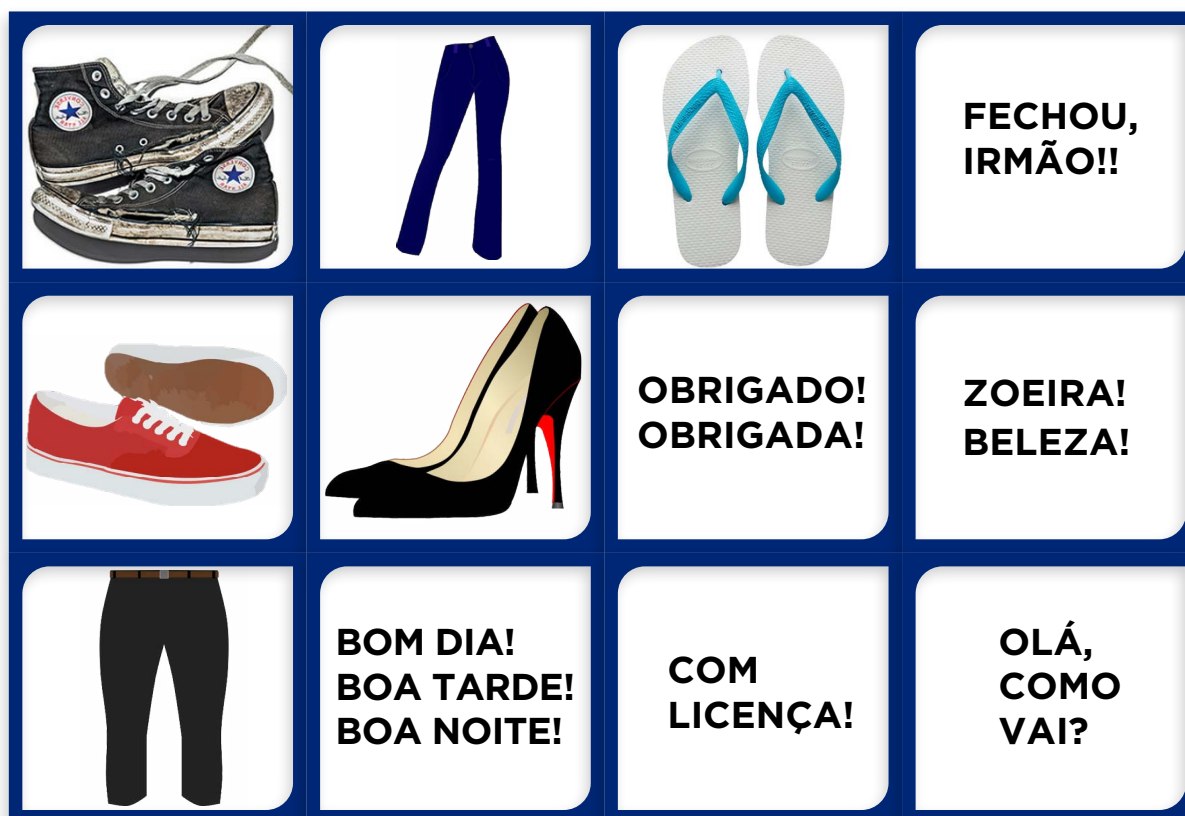 FECHOU,
IRMÃO!!
OBRIGADO!
OBRIGADA!
ZOEIRA!
BELEZA!
BOM DIA!
BOA TARDE!
BOA NOITE!
COM
LICENÇA!
OLÁ,
COMO
VAI?